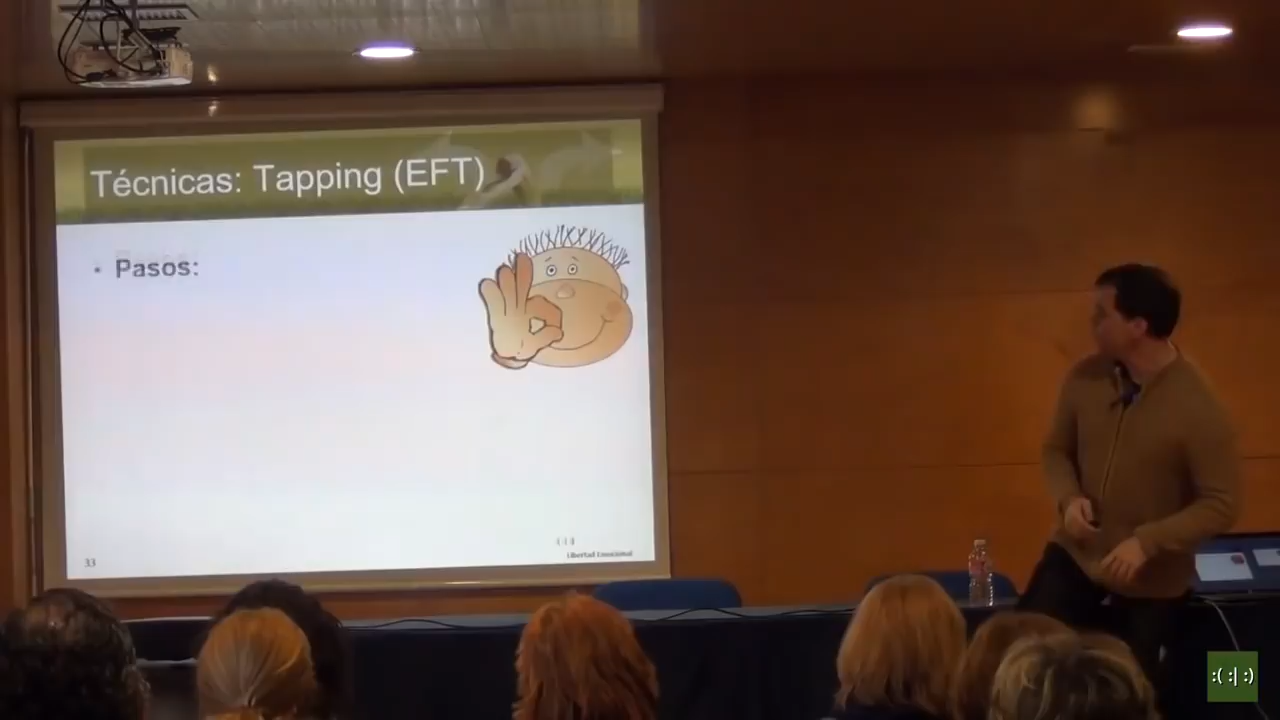 Técnicas: Tapping (EFT)
• Pasos:
33
Libertad Emocional
:( :| :)